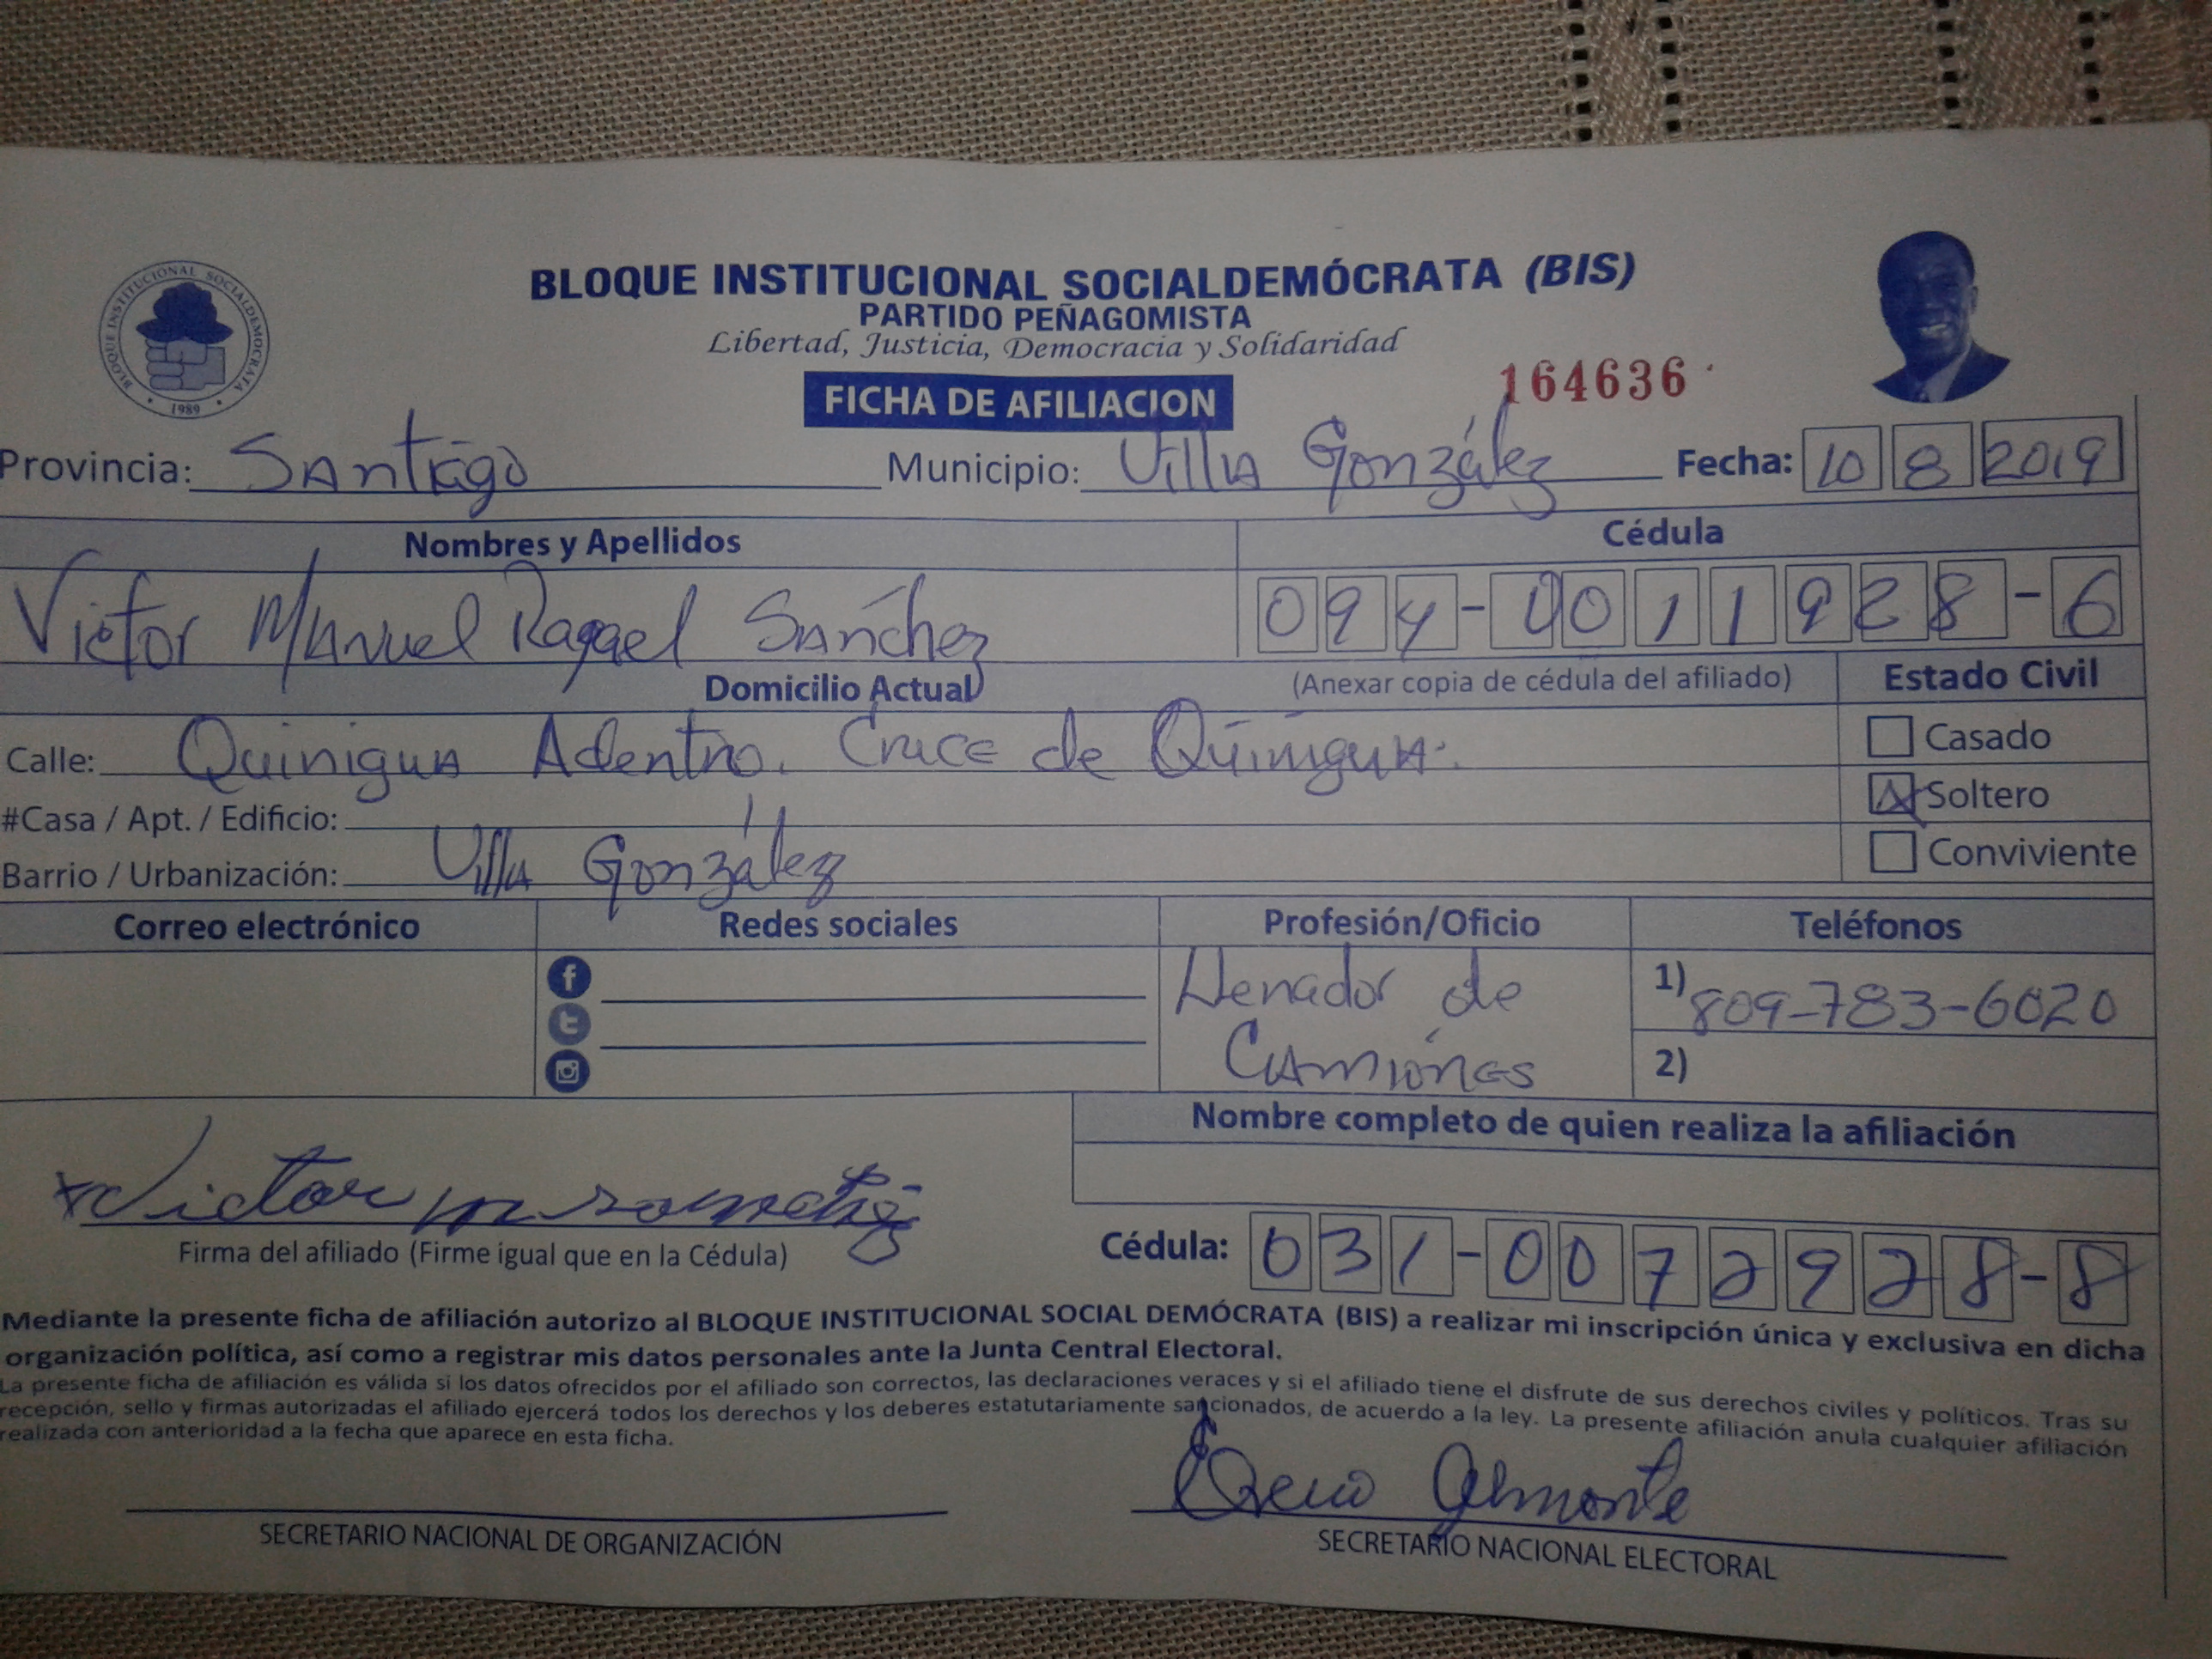 BLOQUE INSTITUCIONAL SOCIALDEMOCRATA
1989
BLOQUE INSTITUCIONAL SOCIALDEMÓCRATA (BIS)
PARTIDO PEÑAGOMISTA
Libertad, Justicia, Democracia y Solidaridad
FICHA DE AFILIACION
164636
Provincia: Santiago Municipio: Villa González Fecha: 10 8 2019
Nombres y Apellidos Cédula
Victor Manuel Rafael Sánchez 094-0011928-6
Domicilio Actual (Anexar copia de cédula del afiliado) Estado Civil
Calle: Quinigua Adentro. Cruce de Quinigua. Casado
#Casa / Apt. / Edificio: Soltero
Barrio / Urbanización: Villa González Conviviente
Correo electrónico Redes sociales Profesión/Oficio Teléfonos
f Llenador de 1) 809-783-6020
t Camiónes 2)
Nombre completo de quien realiza la afiliación
Victor m sanchez
Firma del afiliado (Firme igual que en la Cédula) Cédula: 031-0072928-8
Mediante la presente ficha de afiliación autorizo al BLOQUE INSTITUCIONAL SOCIAL DEMÓCRATA (BIS) a realizar mi inscripción única y exclusiva en dicha
organización política, así como a registrar mis datos personales ante la Junta Central Electoral.
La presente ficha de afiliación es válida si los datos ofrecidos por el afiliado son correctos, las declaraciones veraces y si el afiliado tiene el disfrute de sus derechos civiles y políticos. Tras su
recepción, sello y firmas autorizadas el afiliado ejercerá todos los derechos y los deberes estatutariamente sancionados, de acuerdo a la ley. La presente afiliación anula cualquier afiliación
realizada con anterioridad a la fecha que aparece en esta ficha.
Almonte
SECRETARIO NACIONAL DE ORGANIZACIÓN SECRETARIO NACIONAL ELECTORAL